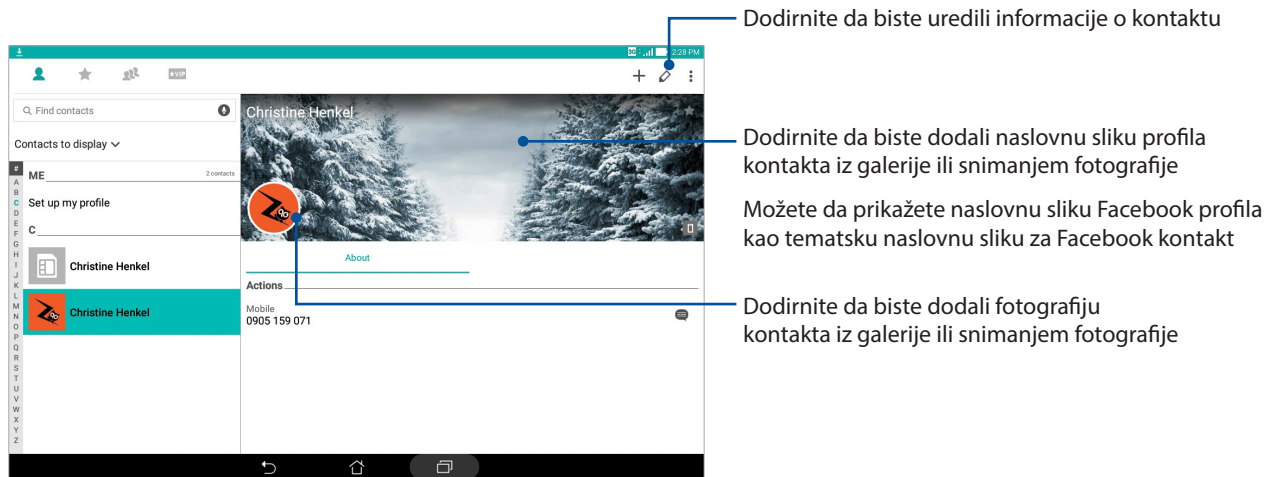 Dodirnite da biste uredili informacije o kontaktu
3G 2:28 PM
VIP
Find contacts
Christine Henkel
Contacts to display
Dodirnite da biste dodali naslovnu sliku profila
kontakta iz galerije ili snimanjem fotografije
ME 2 contacts
Set up my profile
Možete da prikažete naslovnu sliku Facebook profila
kao tematsku naslovnu sliku za Facebook kontakt
C
About
Christine Henkel
Actions
Christine Henkel
Mobile
0905 159 071
Dodirnite da biste dodali fotografiju
kontakta iz galerije ili snimanjem fotografije
#
A
B
C
D
E
F
G
H
I
J
K
L
M
N
O
P
Q
R
S
T
U
V
W
X
Y
Z